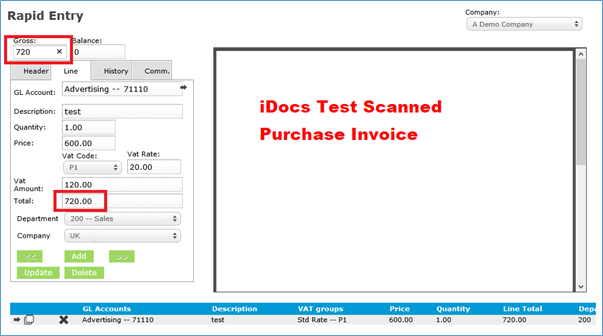 Rapid Entry
Company:
A Demo Company
Gross: Balance:
720 × 0
Header Line History Comm.
GL Account: Advertising -- 71110
Description: test
Quantity: 1.00
Price: 600.00
Vat Code: Vat Rate:
P1 20.00
Vat Amount: 120.00
Total: 720.00
Department 200 -- Sales
Company UK
<< Add >>
Update Delete
iDocs Test Scanned
Purchase Invoice
GL Accounts Description VAT groups Price Quantity Line Total Depa
Advertising -- 71110 test Std Rate -- P1 600.00 1.00 720.00 200